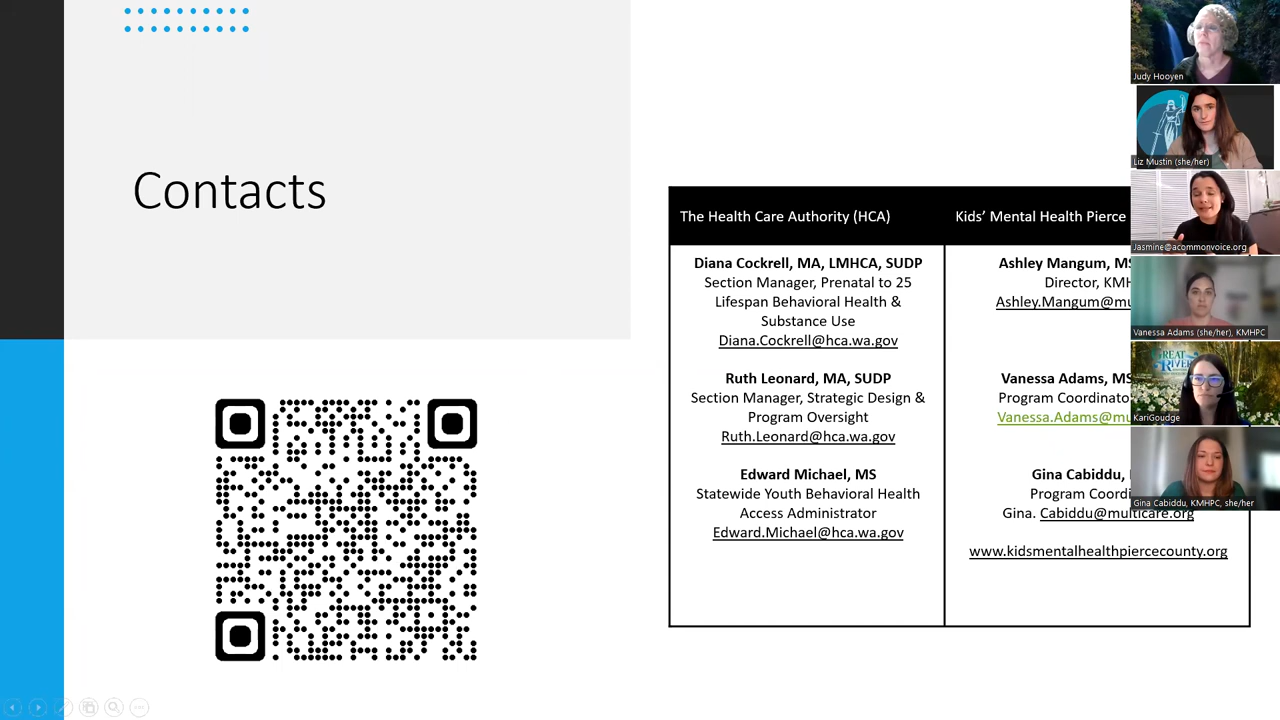 Contacts
The Health Care Authority (HCA)
Kids' Mental Health Pierce
Diana Cockrell, MA, LMHCA, SUDP
Section Manager, Prenatal to 25
Lifespan Behavioral Health &
Substance Use
Diana.Cockrell@hca.wa.gov
Ruth Leonard, MA, SUDP
Section Manager, Strategic Design &
Program Oversight
Ruth.Leonard@hca.wa.gov
Edward Michael, MS
Statewide Youth Behavioral Health
Access Administrator
Edward.Michael@hca.wa.gov
Ashley Mangum,
Director,
Vanessa Adams,
Program
Gina Cabiddu,
Program
Gina. Cabiddu@multicare.org
www.kidsmentalhealthpiercecounty.org
Judy Hooyen
Liz Mustin (she/her)
Jasmine@acommonvoice.org
Vanessa Adams (she/her), KMHPC
GREAT
KariGoudge
Gina Cabiddu, KMHPC, she/her